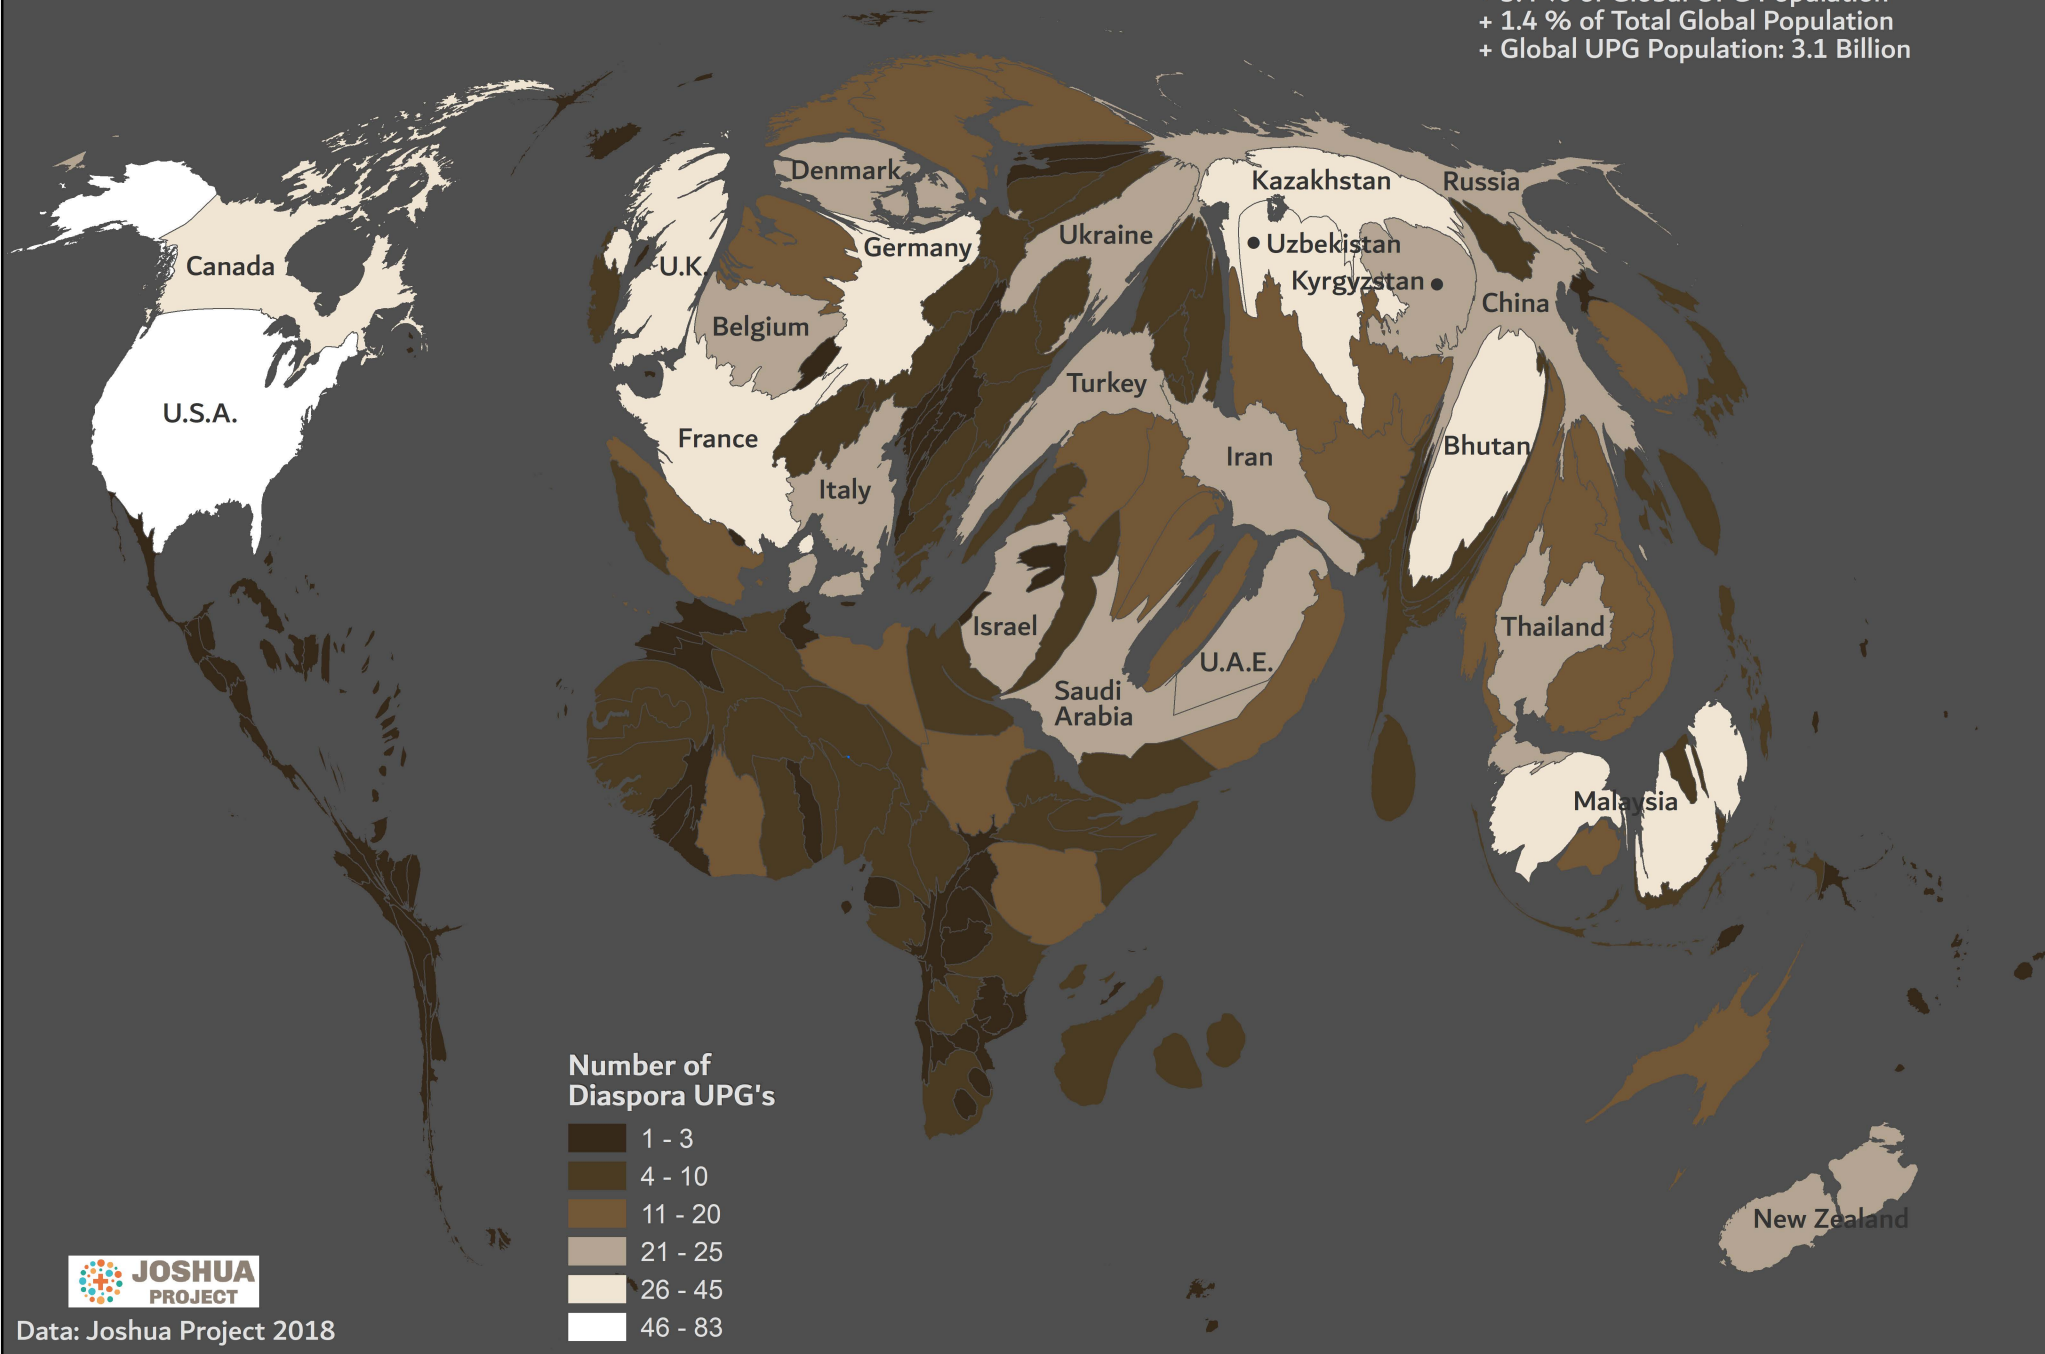 + 1.4 % of Total Global Population
+ Global UPG Population: 3.1 Billion
Denmark
Kazakhstan
Russia
Ukraine
Germany
Uzbekistan
Canada
U.K.
Kyrgyzstan
China
Belgium
Turkey
U.S.A.
France
Bhutan
Iran
Italy
Israel
Thailand
U.A.E.
Saudi
Arabia
Malaysia
Number of
Diaspora UPG's
1 - 3
4 - 10
11 - 20
21 - 25
26 - 45
46 - 83
New Zealand
JOSHUA
PROJECT
Data: Joshua Project 2018